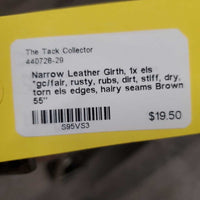 The Tack Collector
440728-29
Narrow Leather Girth, 1x els
"gc/fair, rusty, rubs, dirt, stiff, dry,
torn els edges, hairy seams Brown
55"
S95VS3
$19.50